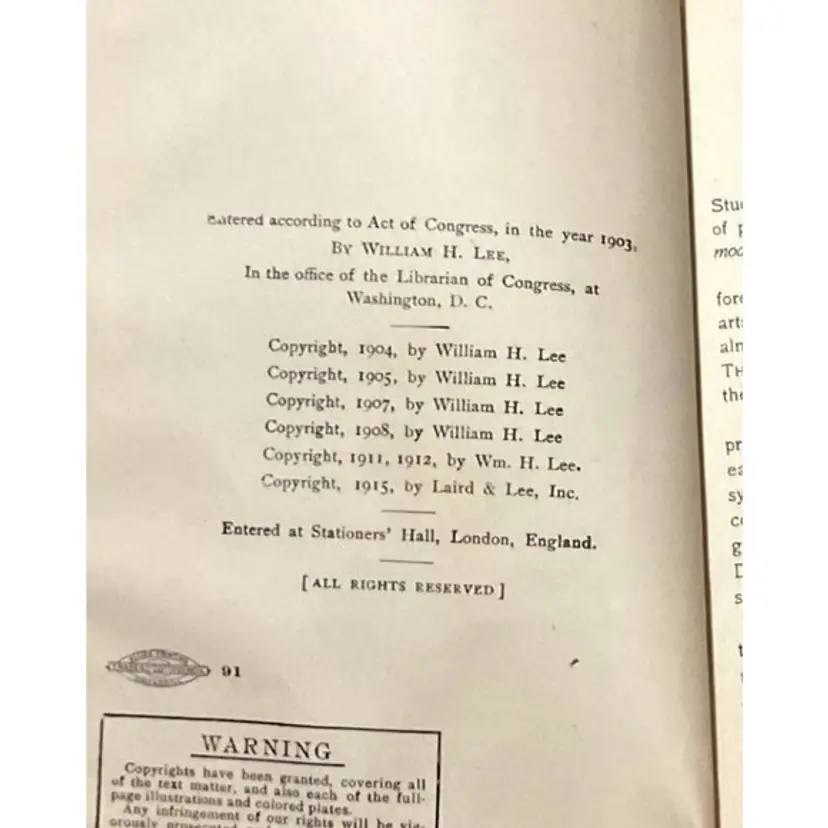 Entered according to Act of Congress, in the year 1903,
BY WILLIAM H. LEE,
In the office of the Librarian of Congress, at
Washington, D. C.
Copyright, 1904, by William H. Lee
Copyright, 1905, by William H. Lee
Copyright, 1907, by William H. Lee
Copyright, 1908, by William H. Lee
Copyright, 1911, 1912, by Wm. H. Lee.
Copyright, 1915, by Laird & Lee, Inc.
Entered at Stationers' Hall, London, England.
[ALL RIGHTS RESERVED]
91
WARNING
Copyrights have been granted, covering all
of the text matter, and also each of the full-
page illustrations and colored plates.
Any infringement of our rights will be vig-
orously prosecuted
of